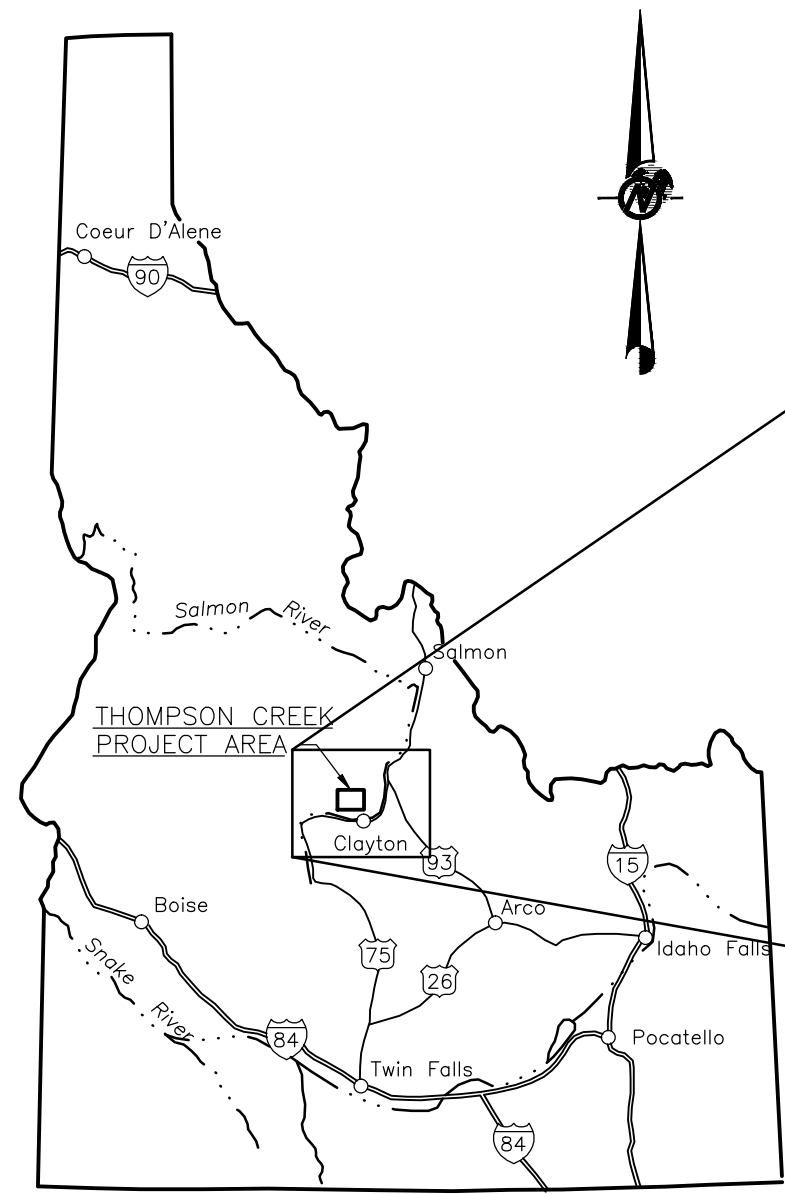 Coeur D'Alene
90
Salmon River
Salmon
THOMPSON CREEK
PROJECT AREA
Clayton
93
15
Boise
Arco
Idaho Falls
75
26
Snake River
84
Pocatello
Twin Falls
84